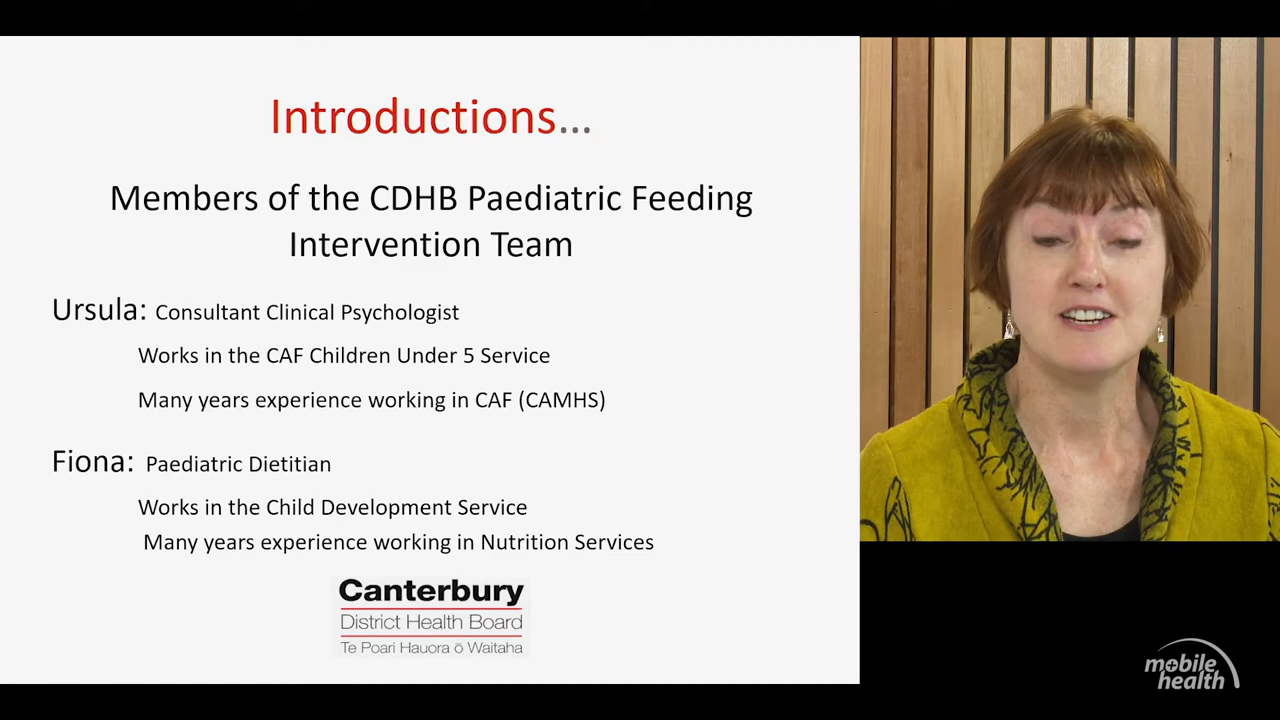 Introductions...
Members of the CDHB Paediatric Feeding
Intervention Team
Ursula: Consultant Clinical Psychologist
Works in the CAF Children Under 5 Service
Many years experience working in CAF (CAMHS)
Fiona: Paediatric Dietitian
Works in the Child Development Service
Many years experience working in Nutrition Services
Canterbury
District Health Board
Te Poari Hauora ō Waitaha
mobile
health